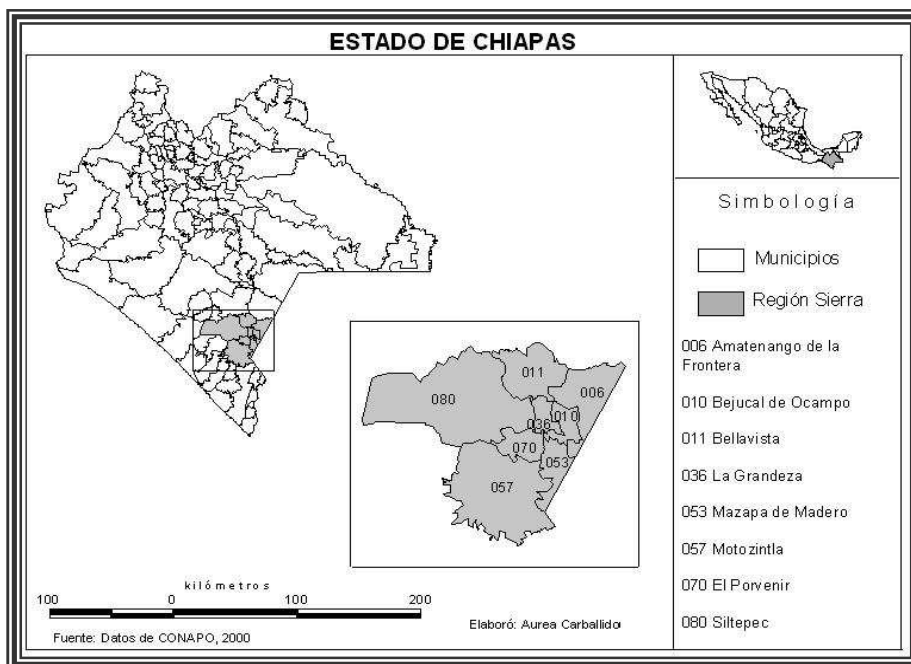 ESTADO DE CHIAPAS
Simbología
Municipios
Región Sierra
006 Amatenango de la
Frontera
010 Bejucal de Ocampo
011 Bellavista
036 La Grandeza
053 Mazapa de Madero
057 Motozintla
070 El Porvenir
080 Siltepec
011
006
080
010
036
070
053
057
kilómetros
100 0 100 200
Fuente: Datos de CONAPO, 2000
Elaboró: Aurea Carballido